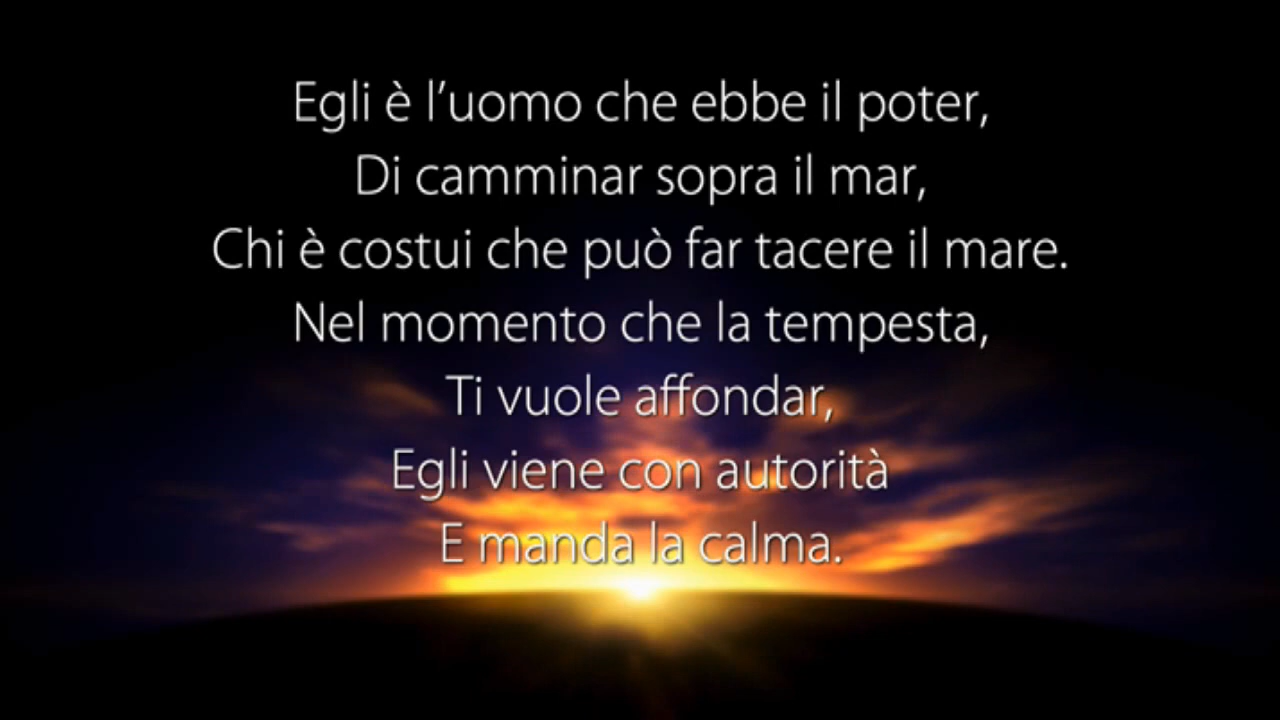 Egli è l’uomo che ebbe il poter,
Di camminar sopra il mar,
Chi è costui che può far tacere il mare.
Nel momento che la tempesta,
Ti vuole affondar,
Egli viene con autorità
E manda la calma.